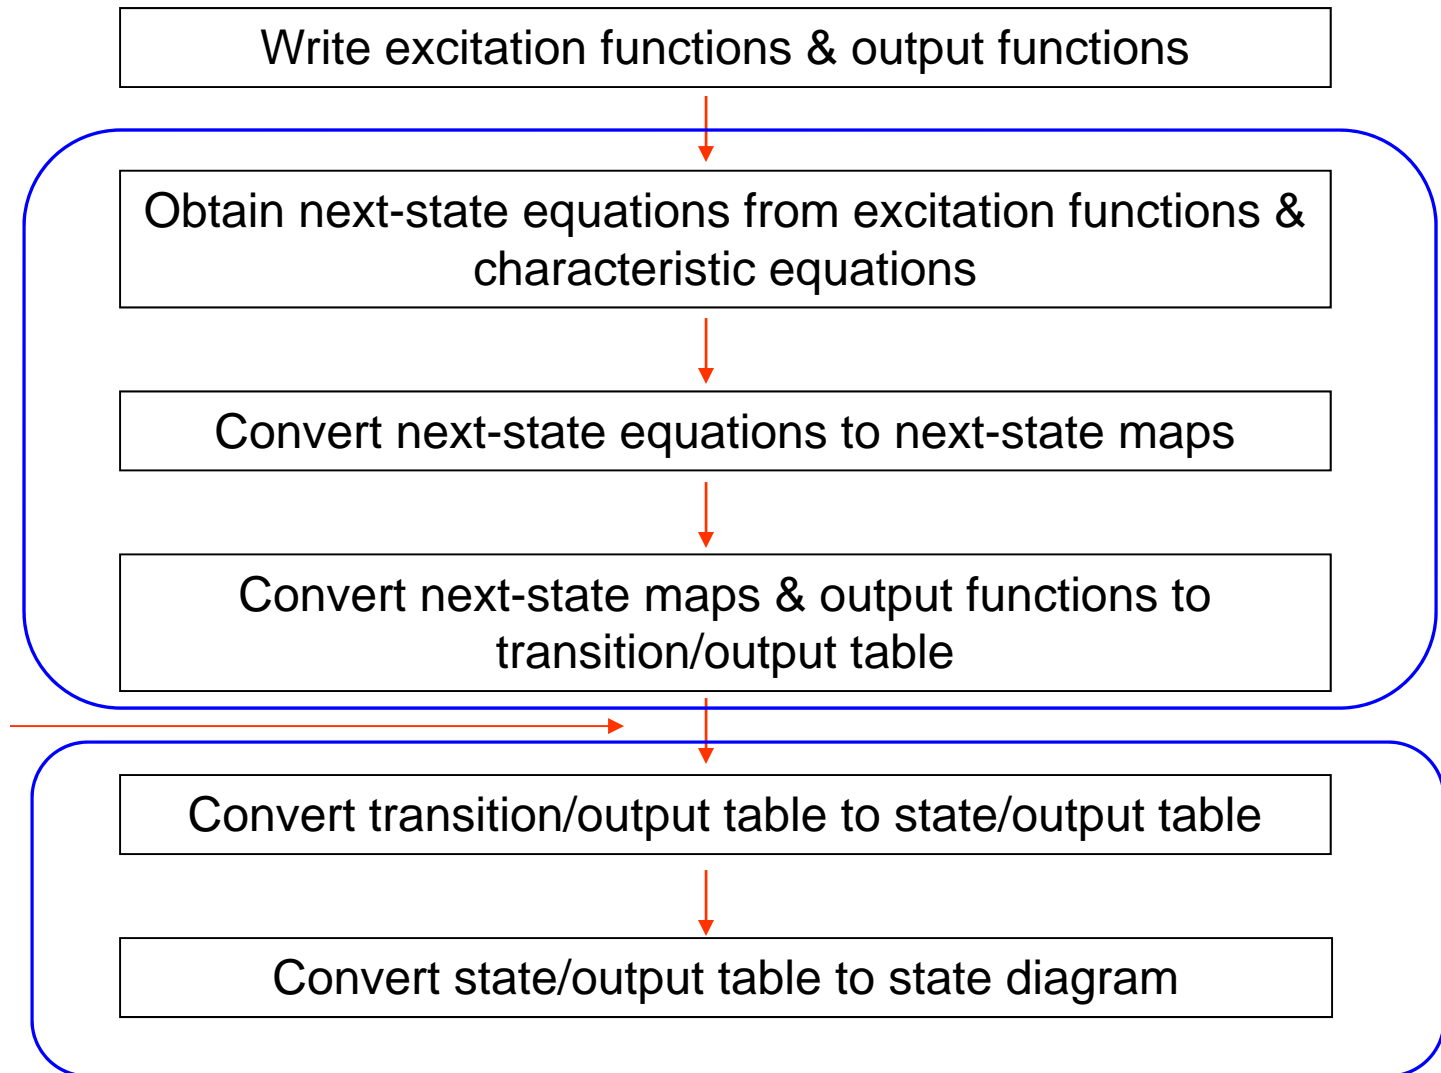 Write excitation functions & output functions
Obtain next-state equations from excitation functions &
characteristic equations
Convert next-state equations to next-state maps
Convert next-state maps & output functions to
transition/output table
Convert transition/output table to state/output table
Convert state/output table to state diagram